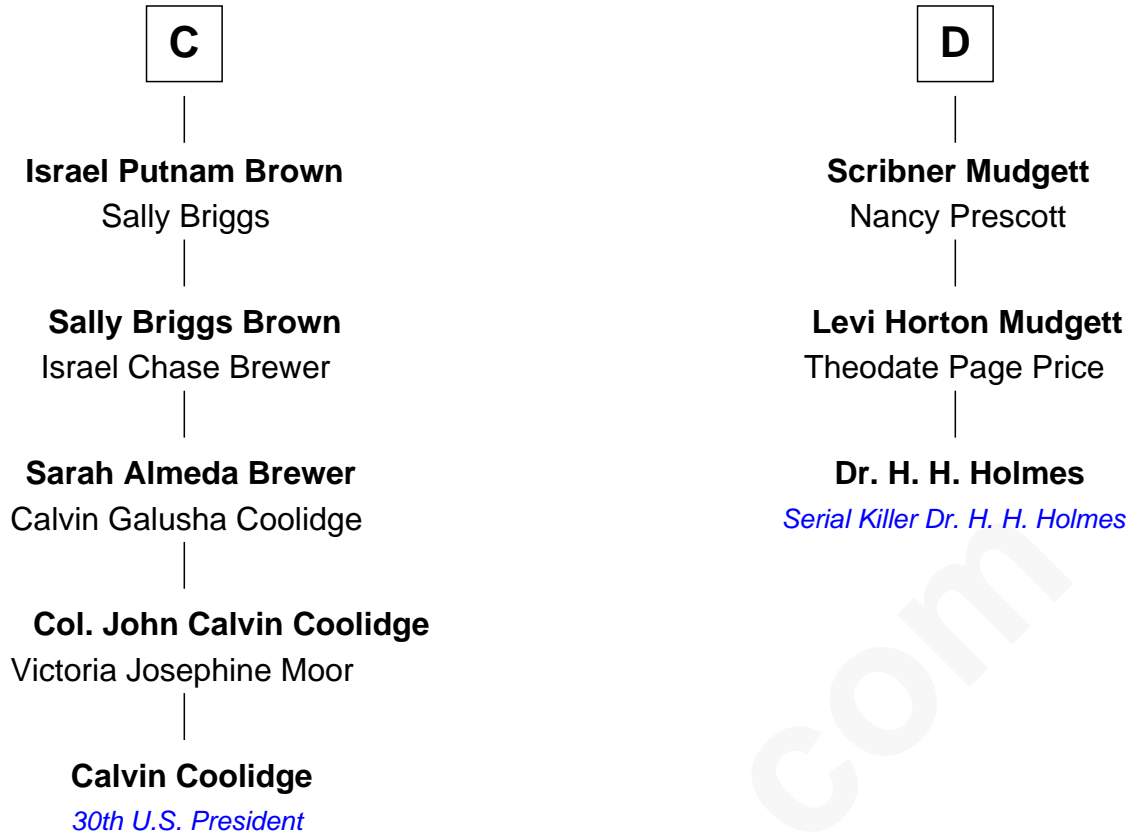 C
Israel Putnam Brown
Sally Briggs
Sally Briggs Brown
Israel Chase Brewer
Sarah Almeda Brewer
Calvin Galusha Coolidge
Col. John Calvin Coolidge
Victoria Josephine Moor
Calvin Coolidge
30th U.S. President
D
Scribner Mudgett
Nancy Prescott
Levi Horton Mudgett
Theodate Page Price
Dr. H. H. Holmes
Serial Killer Dr. H. H. Holmes
com